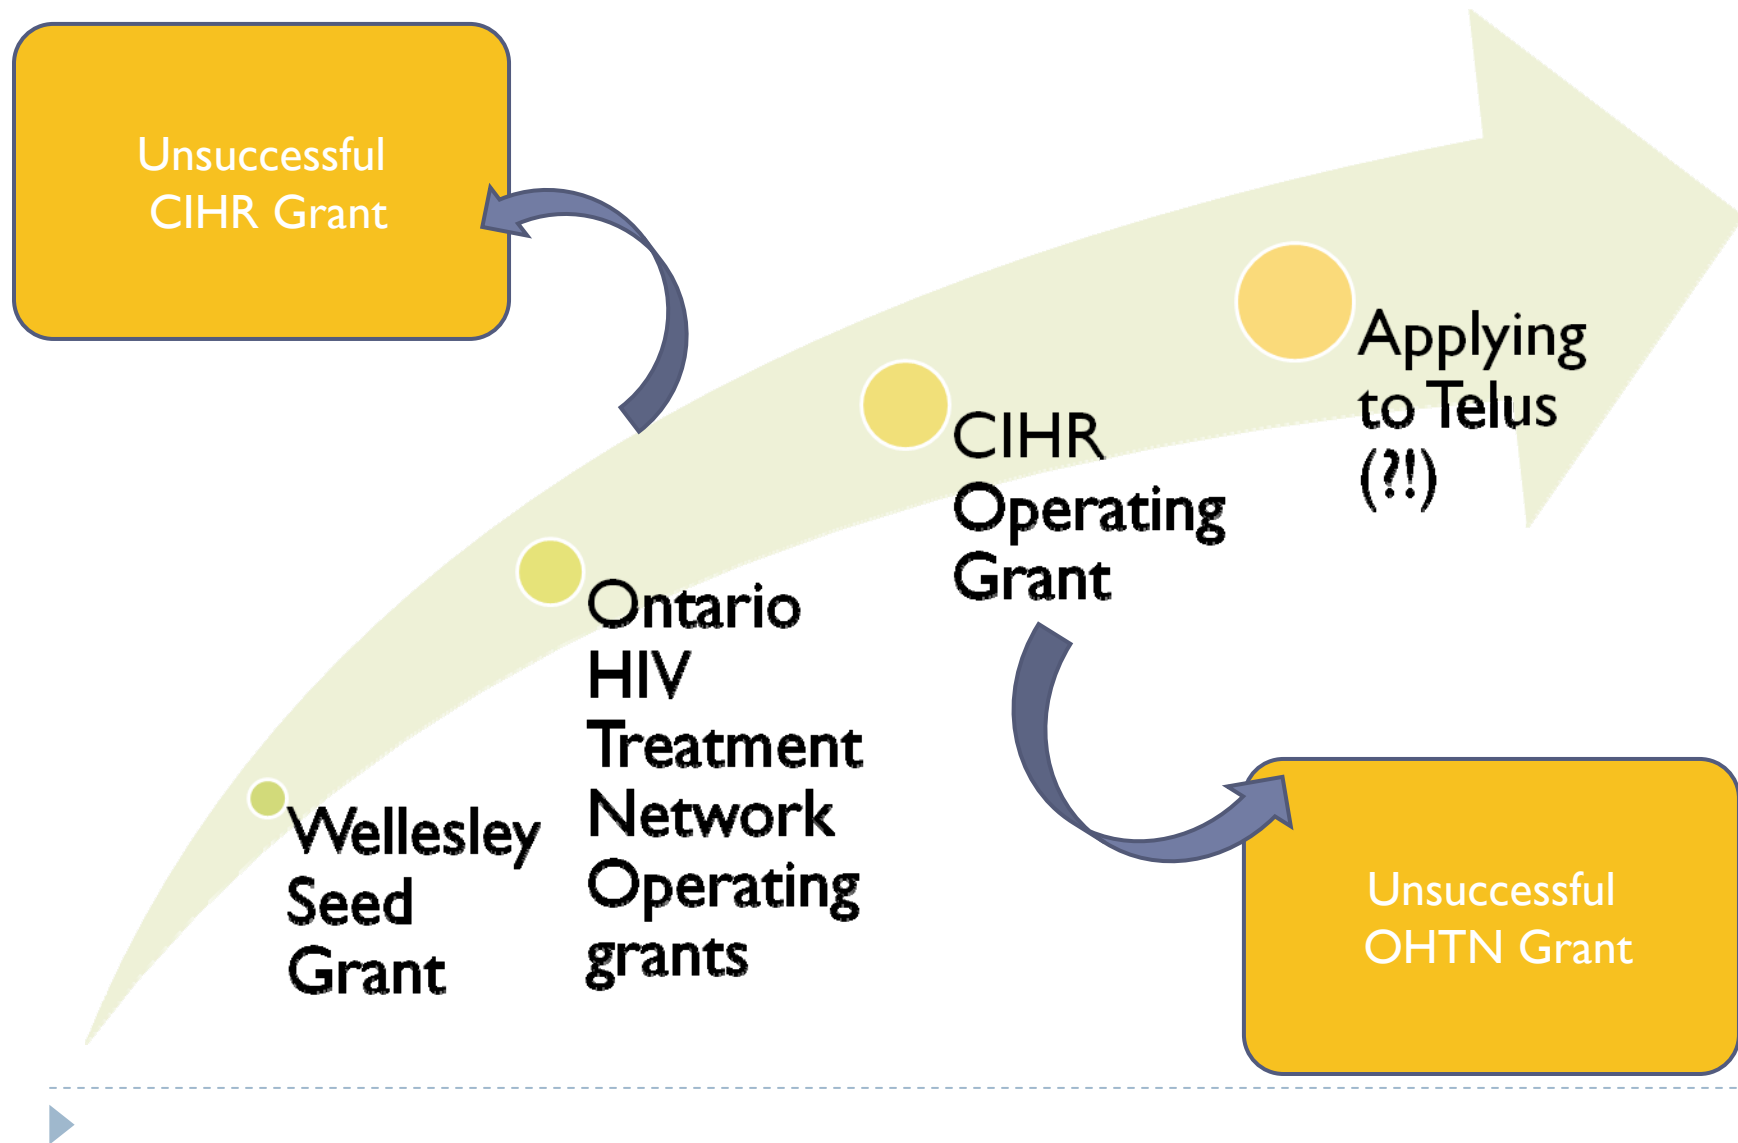 Unsuccessful
CIHR Grant
Applying
to Telus
(?!)
CIHR
Operating
Grant
Ontario
HIV
Treatment
Network
Operating
grants
Wellesley
Seed
Grant
Unsuccessful
OHTN Grant